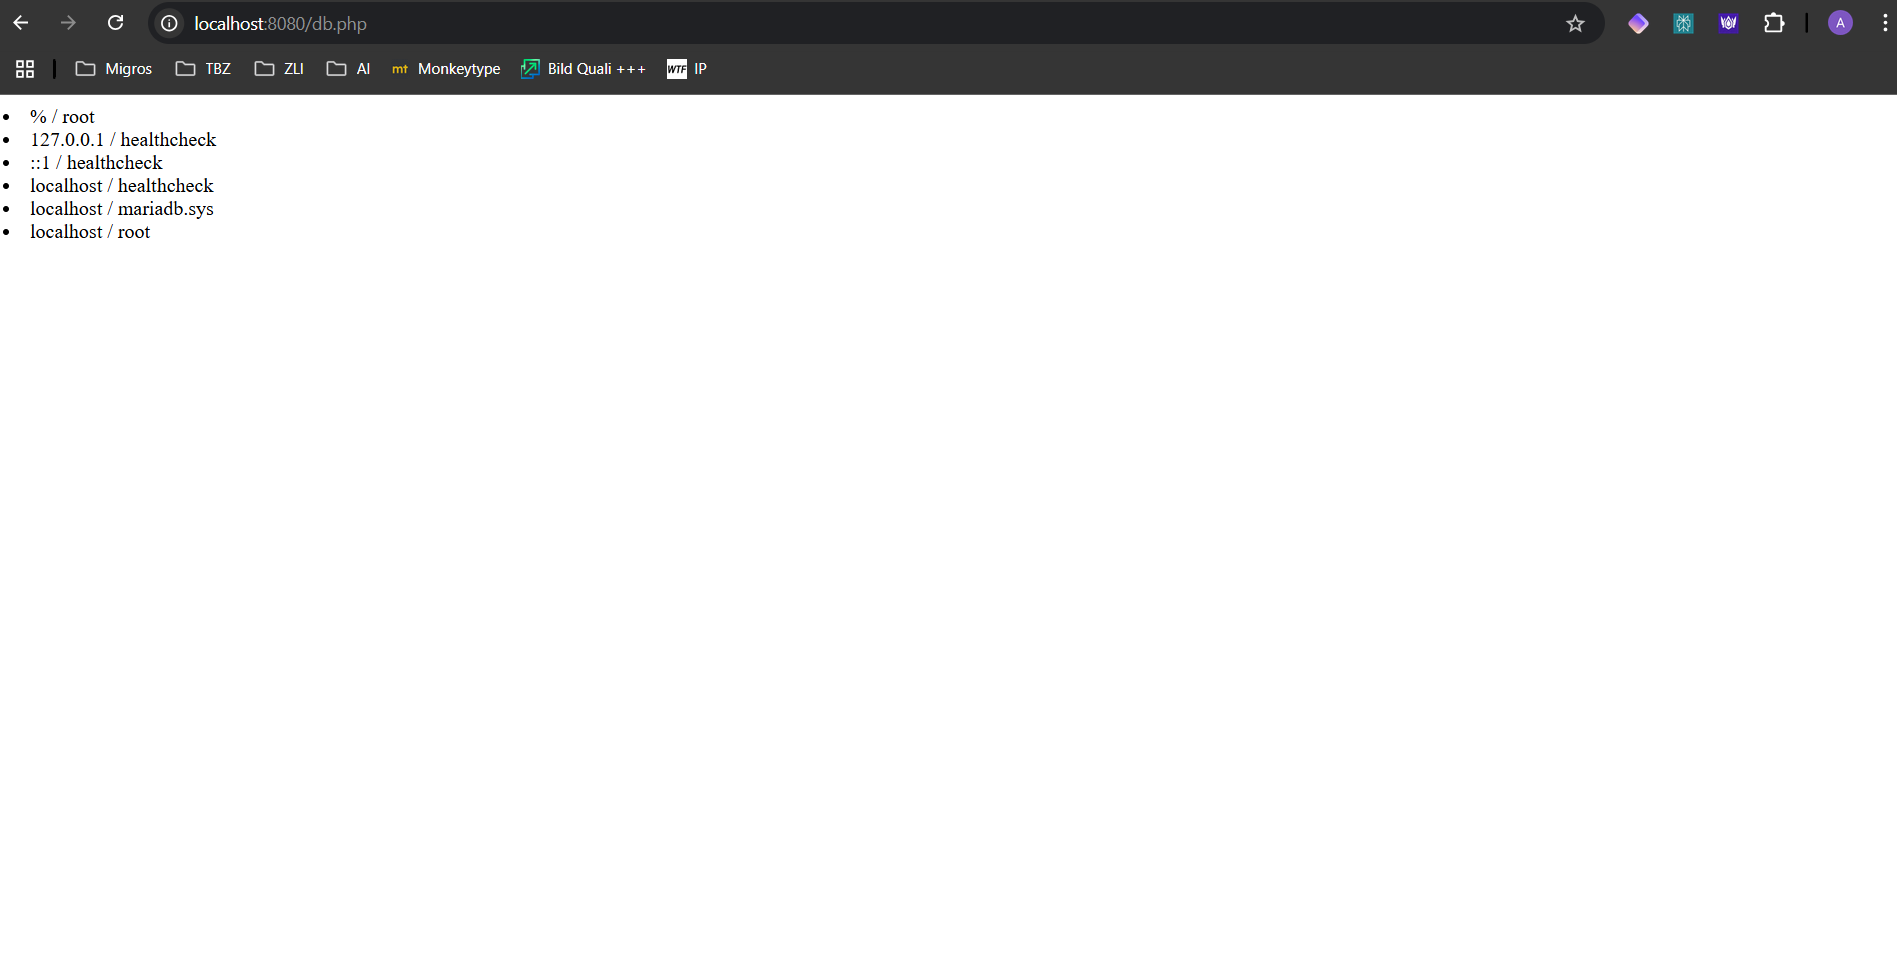 localhost:8080/db.php
A
Migros TBZ ZLI AI mt Monkeytype Bild Quali +++ WTF IP
% / root
127.0.0.1 / healthcheck
::1 / healthcheck
localhost / healthcheck
localhost / mariadb.sys
localhost / root